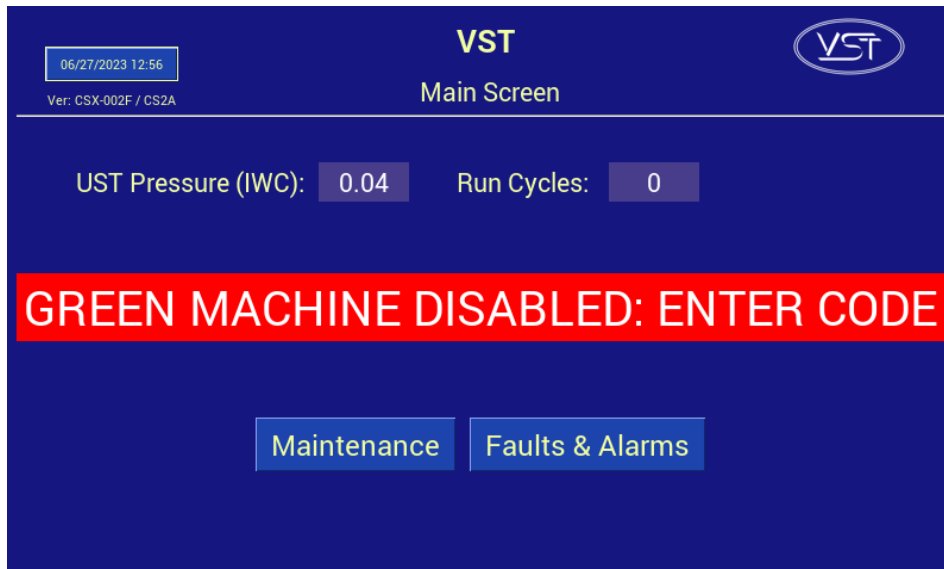 VST
VST
06/27/2023 12:56
Main Screen
Ver: CSX-002F / CS2A
UST Pressure (IWC): 0.04 Run Cycles: 0
GREEN MACHINE DISABLED: ENTER CODE
Maintenance Faults & Alarms